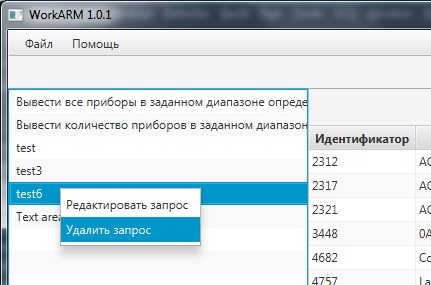 WorkARM 1.0.1
Файл Помощь
Вывести все приборы в заданном диапазоне опреде
Вывести количество приборов в заданном диапазон
test
test3
test6
Text area
Редактировать запрос
Удалить запрос
Идентификатор
2312 AC
2317 AC
2321 AC
3448 0A
4682 Co
4757 La